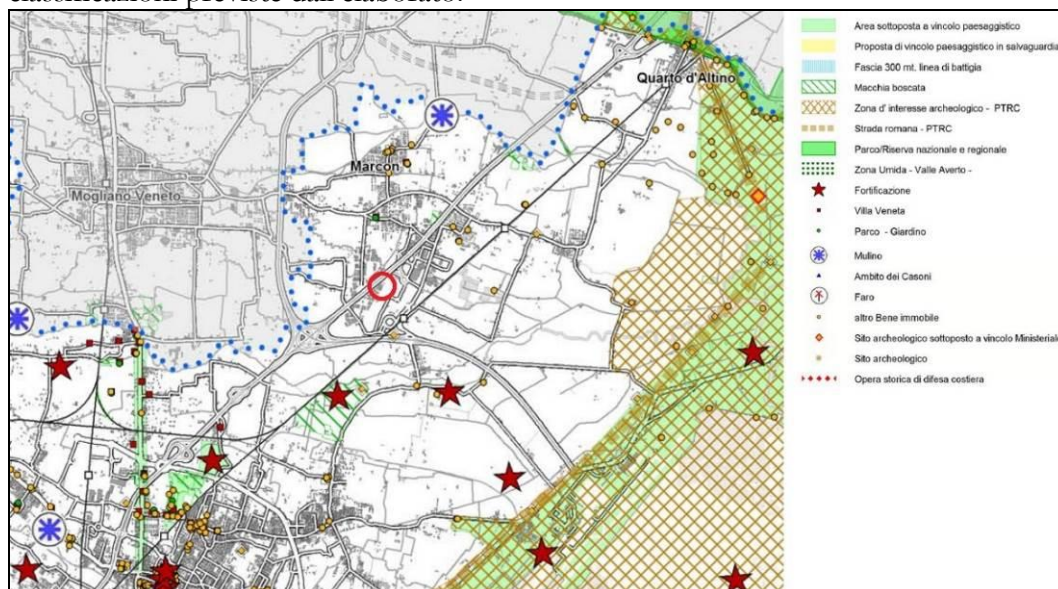 classificazioni previste dall'elaborato.
Quarto d'Altino
Marcon
Mogliano Veneto
Area sottoposta a vincolo paesaggistico
Proposta di vincolo paesaggistico in salvaguardia
Fascia 300 mt. linea di battigia
Macchia boscata
Zona d' interesse archeologico - PTRC
Strada romana - PTRC
Parco/Riserva nazionale e regionale
Zona Umida - Valle Averto -
Fortificazione
Villa Veneta
Parco - Giardino
Mulino
Ambito dei Casoni
Faro
altro Bene immobile
Sito archeologico sottoposto a vincolo Ministeriale
Sito archeologico
Opera storica di difesa costiera